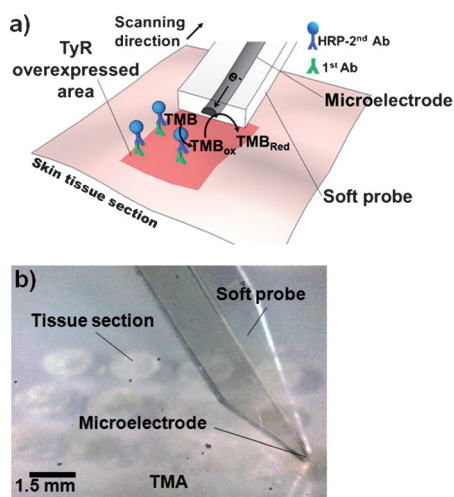 a)
Scanning
direction
TyR
overexpressed
area
HRP-2nd Ab
1st Ab
e-
Microelectrode
TMB
TMBox
TMBRed
Soft probe
Skin tissue section
b)
Soft probe
Tissue section
Microelectrode
1.5 mm
TMA